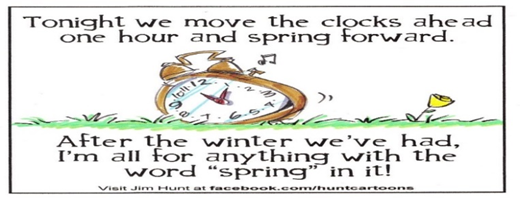 Tonight we move the clocks ahead
one hour and spring forward.
After the winter we've had,
I'm all for anything with the
word "spring" in it!
Visit Jim Hunt at facebook.com/huntcartoons